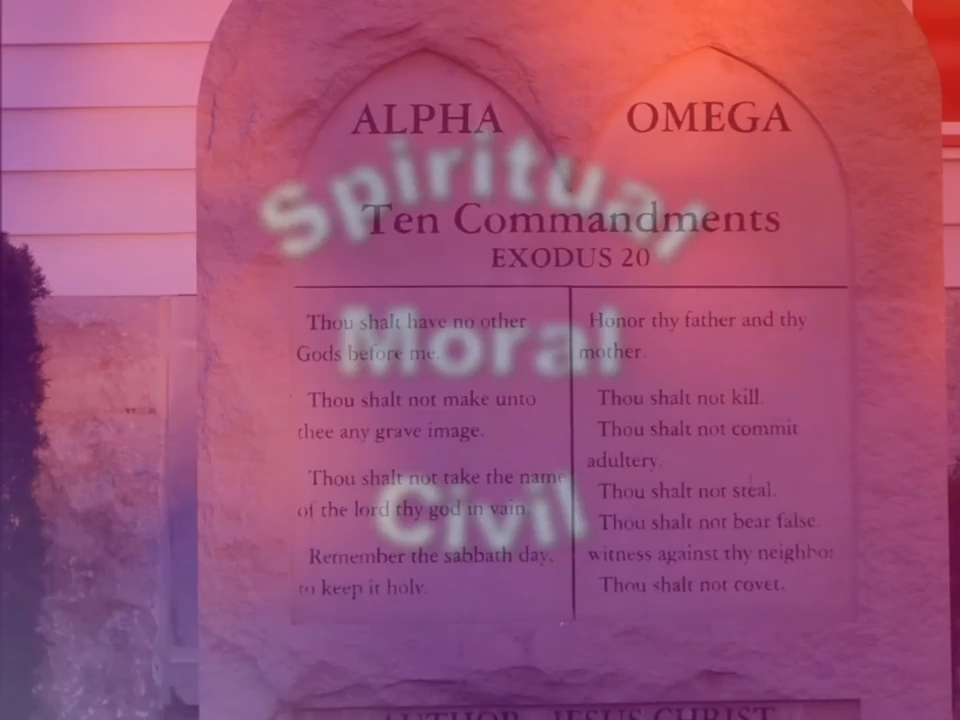 ALPHA OMEGA
Spiritual
Ten Commandments
EXODUS 20
Thou shalt have no other
Gods before me.
Thou shalt not make unto
thee any grave image.
Thou shalt not take the name
of the lord thy god in vain
Remember the sabbath day,
to keep it holy.
Honor thy father and thy
mother.
Thou shalt not kill.
Thou shalt not commit
adultery.
Thou shalt not steal.
Thou shalt not bear false.
witness against thy neighbor
Thou shalt not covet.
Moral
Civil
AUTHOR - JESUS CHRIST